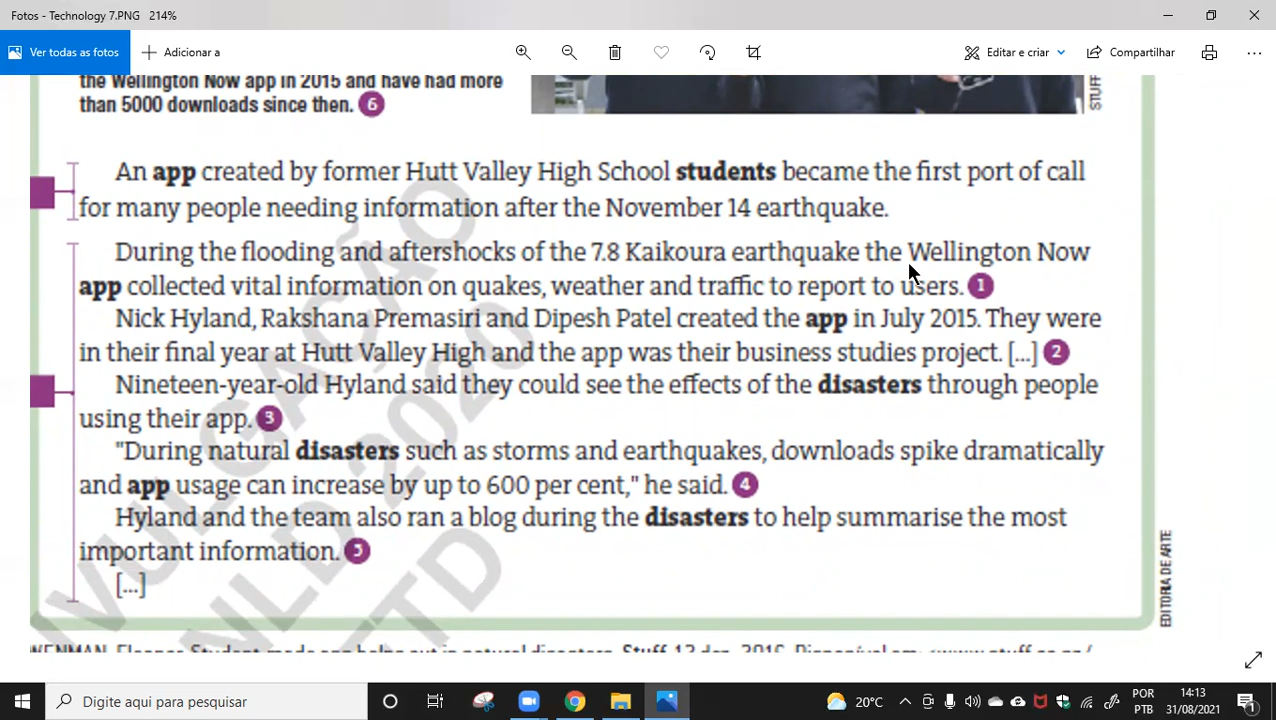 Fotos - Technology 7.PNG 214%
Ver todas as fotos
Adicionar a
Editar e criar
Compartilhar
the Wellington Now app in 2015 and have had more
than 5000 downloads since then. 6
STUFF
An app created by former Hutt Valley High School students became the first port of call
for many people needing information after the November 14 earthquake.
During the flooding and aftershocks of the 7.8 Kaikoura earthquake the Wellington Now
app collected vital information on quakes, weather and traffic to report to users. 1
Nick Hyland, Rakshana Premasiri and Dipesh Patel created the app in July 2015. They were
in their final year at Hutt Valley High and the app was their business studies project. [...] 2
Nineteen-year-old Hyland said they could see the effects of the disasters through people
using their app. 3
"During natural disasters such as storms and earthquakes, downloads spike dramatically
and app usage can increase by up to 600 per cent," he said. 4
Hyland and the team also ran a blog during the disasters to help summarise the most
important information. 5
[...]
EDITORIA DE ARTE
IVULGAÇÃO
NLD 2020
TD
Digite aqui para pesquisar
20°C
POR
PTB
14:13
31/08/2021
1